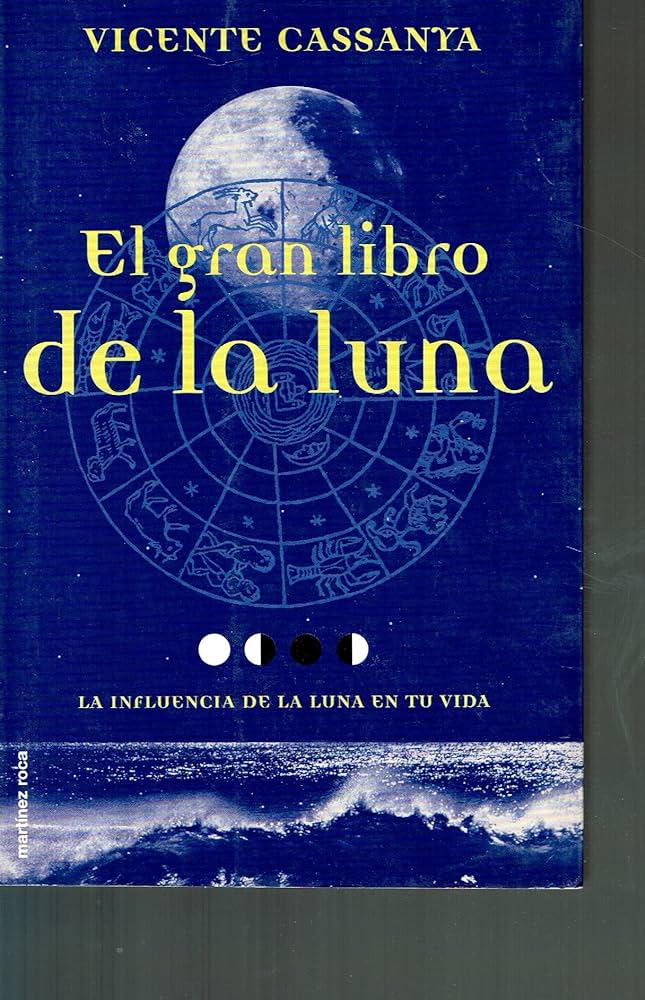 VICENTE CASSANYA
El gran libro
de la luna
LA INFLUENCIA DE LA LUNA EN TU VIDA
martínez roca